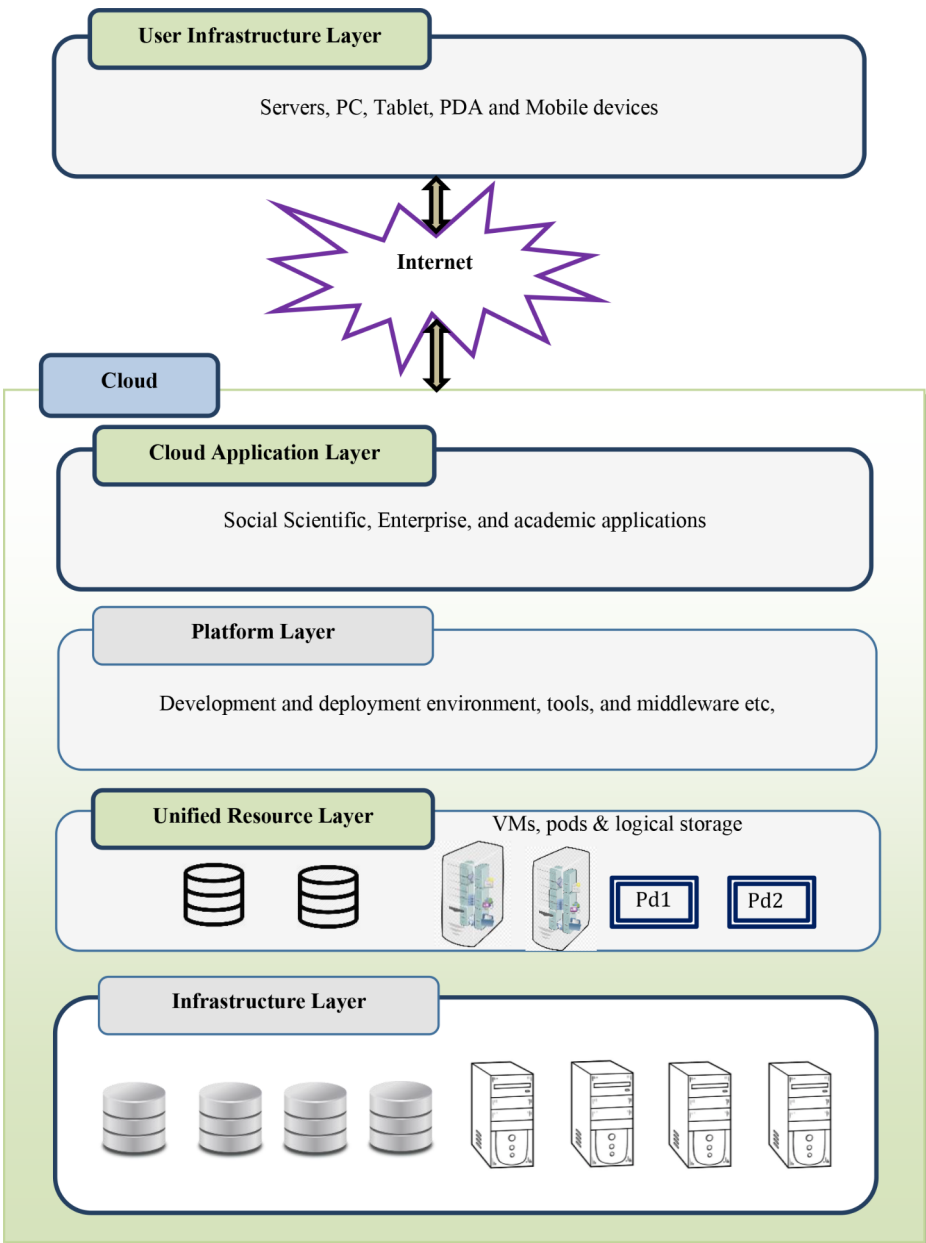 User Infrastructure Layer
Servers, PC, Tablet, PDA and Mobile devices
Internet
Cloud
Cloud Application Layer
Social Scientific, Enterprise, and academic applications
Platform Layer
Development and deployment environment, tools, and middleware etc,
Unified Resource Layer
VMs, pods & logical storage
Pd1
Pd2
Infrastructure Layer